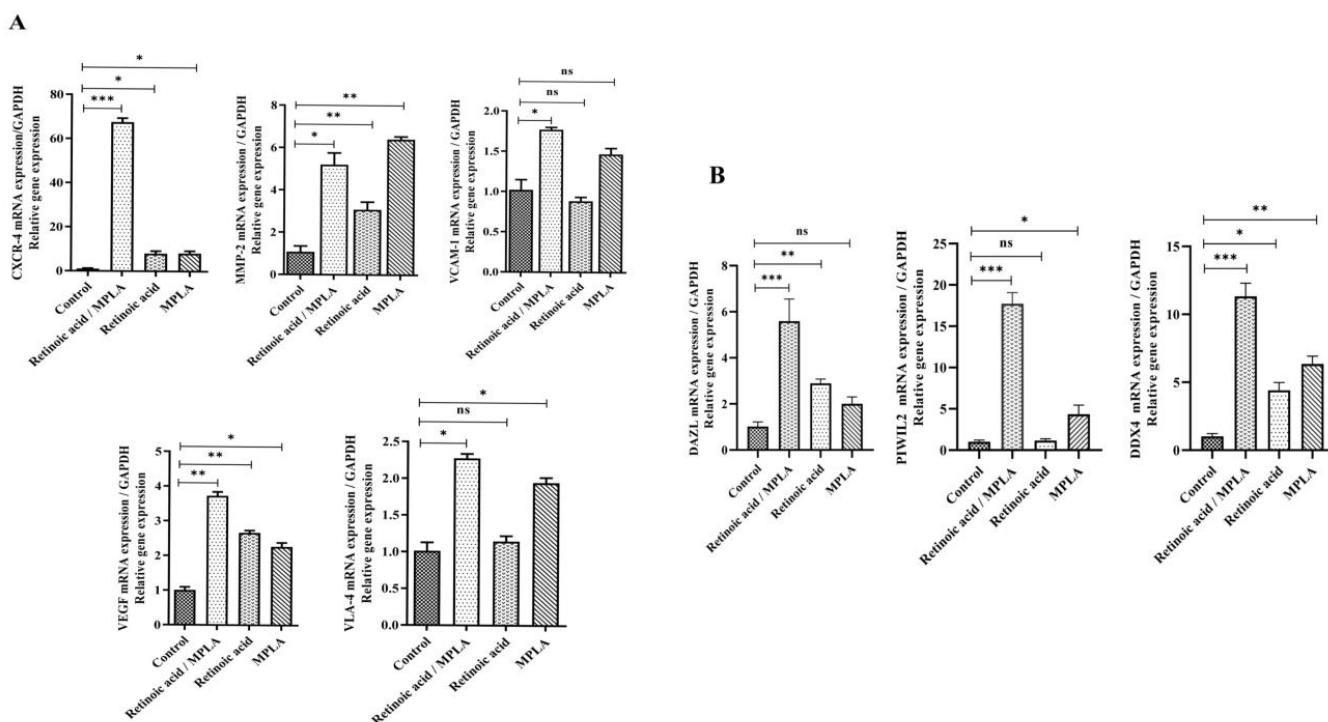 A
CXCR-4 mRNA expression/GAPDH
Relative gene expression
80
60
40
20
0
***
*
*
Control
Retinoic acid / MPLA
Retinoic acid
MPLA
MMP-2 mRNA expression / GAPDH
Relative gene expression
8
6
4
2
0
*
**
**
Control
Retinoic acid / MPLA
Retinoic acid
MPLA
VCAM-1 mRNA expression / GAPDH
Relative gene expression
2.0
1.5
1.0
0.5
0.0
*
ns
ns
Control
Retinoic acid / MPLA
Retinoic acid
MPLA
VEGF mRNA expression / GAPDH
Relative gene expression
5
4
3
2
1
0
**
**
*
Control
Retinoic acid / MPLA
Retinoic acid
MPLA
VLA-4 mRNA expression / GAPDH
Relative gene expression
2.5
2.0
1.5
1.0
0.5
0.0
*
ns
*
Control
Retinoic acid / MPLA
Retinoic acid
MPLA
B
DAZL mRNA expression / GAPDH
Relative gene expression
8
6
4
2
0
***
**
ns
Control
Retinoic acid / MPLA
Retinoic acid
MPLA
PIWIL2 mRNA expression / GAPDH
Relative gene expression
25
20
15
10
5
0
***
ns
*
Control
Retinoic acid / MPLA
Retinoic acid
MPLA
DDX4 mRNA expression / GAPDH
Relative gene expression
15
10
5
0
***
*
**
Control
Retinoic acid / MPLA
Retinoic acid
MPLA